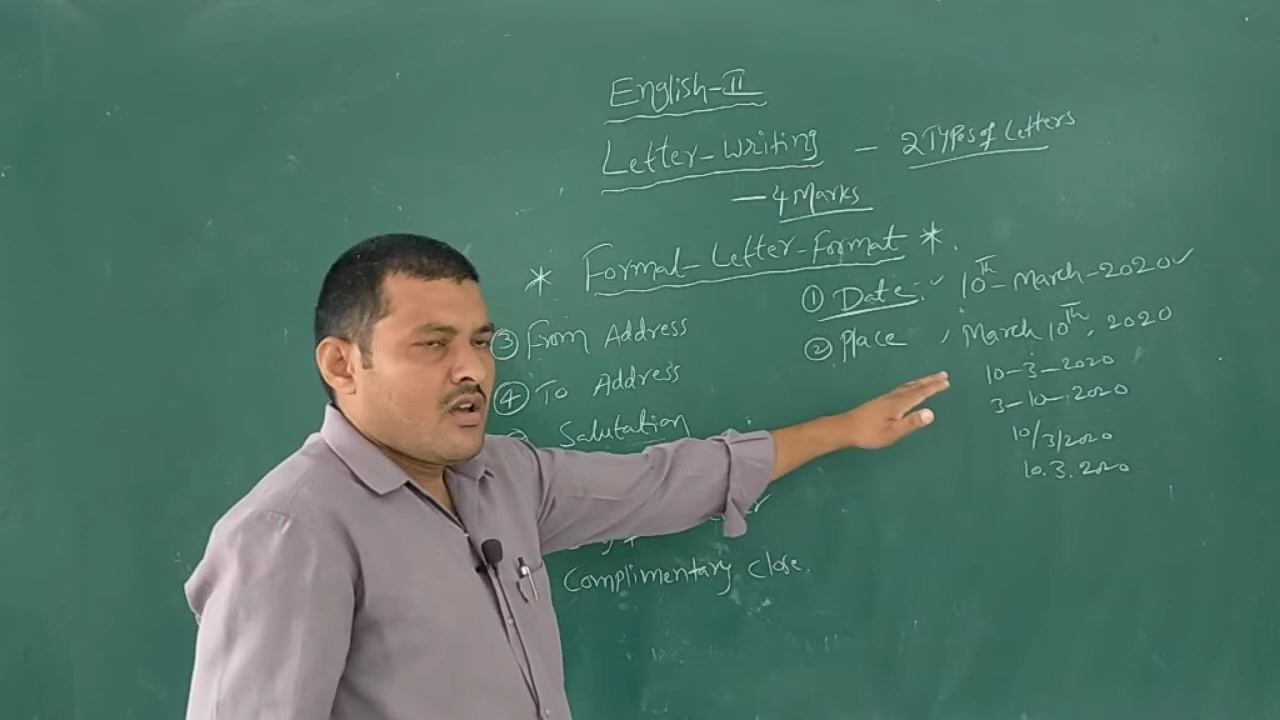 English-II
Letter-Writing - 2 Types of Letters
- 4 Marks
* Formal-Letter-Format *
① Date:- 10th-March-2020✓
② Place , March 10th, 2020
10-3-2020
3-10-2020
10/3/2020
10.3.2020
③ From Address
④ To Address
Salutation
Complimentary close.